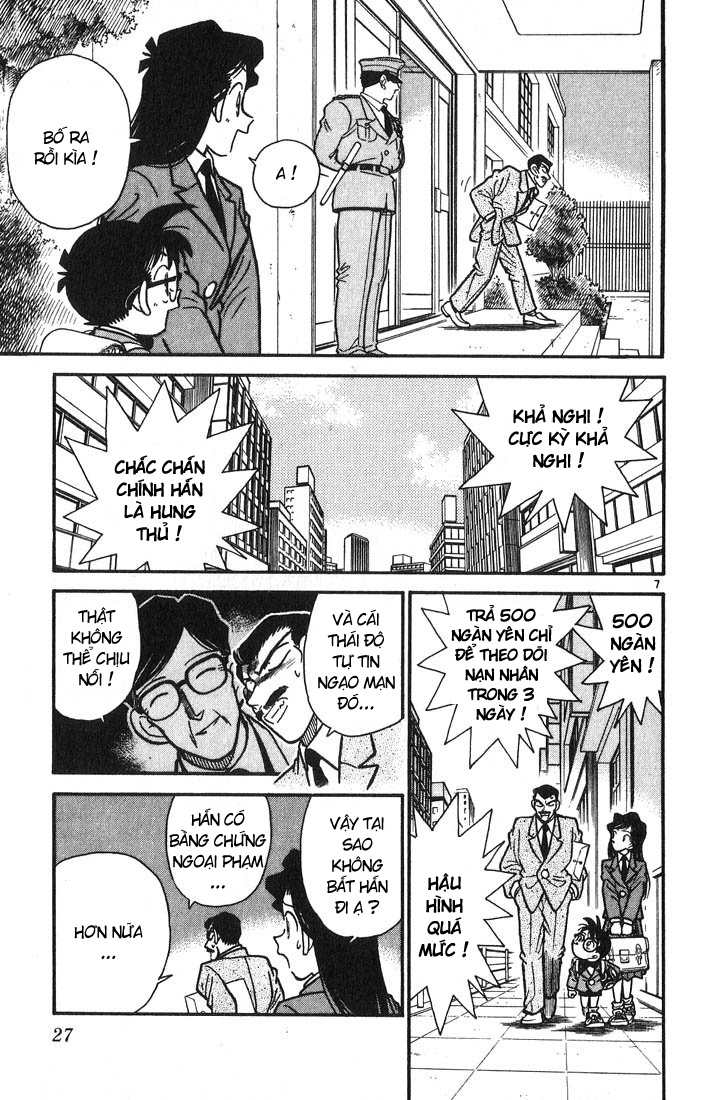 BỐ RA
RỒI KÌA !
A !
KHẢ NGHI !
CỰC KỲ KHẢ
NGHI !
CHẮC CHẮN
CHÍNH HẮN
LÀ HUNG
THỦ !
7
500
NGÀN
YÊN !
TRẢ 500
NGÀN YÊN CHỈ
ĐỂ THEO DÕI
NẠN NHÂN
TRONG 3
NGÀY !
HẬU
HÌNH
QUÁ
MỨC !
VÀ CÁI
THÁI ĐỘ
TỰ TIN
NGẠO MẠN
ĐÓ...
THẬT
KHÔNG
THỂ CHỊU
NỔI !
VẬY TẠI
SAO
KHÔNG
BẮT HẮN
ĐI Ạ ?
HẮN CÓ
BẰNG CHỨNG
NGOẠI PHẠM
...
HƠN NỮA
...
27